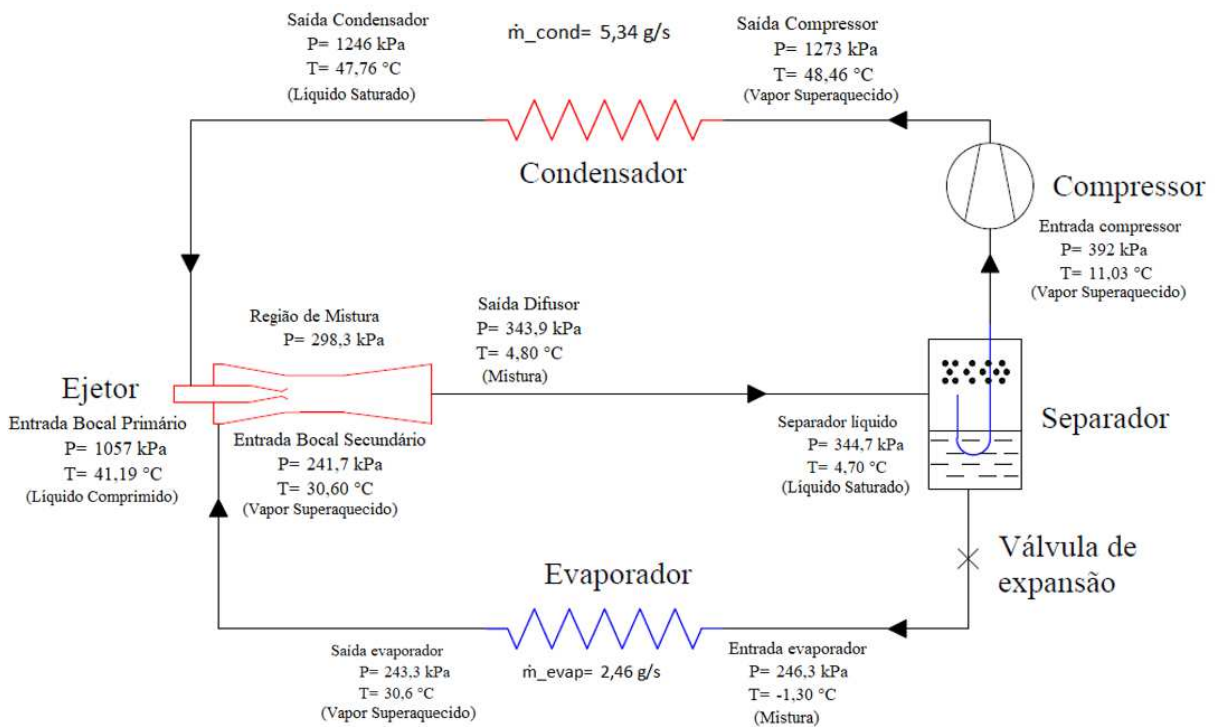 Saída Condensador
P= 1246 kPa
T= 47,76 °C
(Líquido Saturado)
ṁ_cond= 5,34 g/s
Saída Compressor
P= 1273 kPa
T= 48,46 °C
(Vapor Superaquecido)
Condensador
Compressor
Entrada compressor
P= 392 kPa
T= 11,03 °C
(Vapor Superaquecido)
Região de Mistura
P= 298,3 kPa
Saída Difusor
P= 343,9 kPa
T= 4,80 °C
(Mistura)
Ejetor
Entrada Bocal Primário
P= 1057 kPa
T= 41,19 °C
(Líquido Comprimido)
Entrada Bocal Secundário
P= 241,7 kPa
T= 30,60 °C
(Vapor Superaquecido)
Separador líquido
P= 344,7 kPa
T= 4,70 °C
(Líquido Saturado)
Separador
Válvula de
expansão
Evaporador
Saída evaporador
P= 243,3 kPa
T= 30,6 °C
(Vapor Superaquecido)
ṁ_evap= 2,46 g/s
Entrada evaporador
P= 246,3 kPa
T= -1,30 °C
(Mistura)